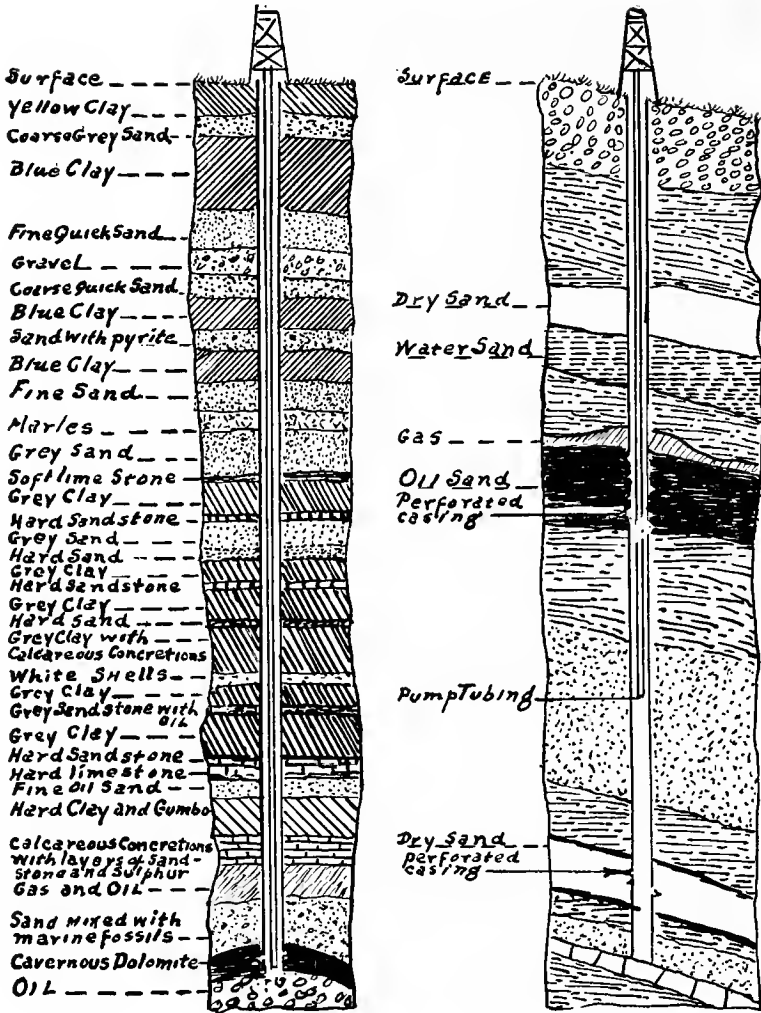 Surface
Yellow Clay
Coarse Grey Sand
Blue Clay
Fine Quick Sand
Gravel
Coarse quick Sand
Blue Clay
Sand with pyrite
Blue Clay
Fine Sand
Marles
Grey Sand
Soft lime Stone
Grey Clay
Hard Sandstone
Grey Sand
Hard Sand
Grey Clay
Hard Sandstone
Grey Clay
Hard Sand
Grey Clay with
Calcareous Concretions
White Shells
Grey Clay
Grey Sandstone with
OIL
Grey Clay
Hard Sandstone
Hard limestone
Fine Oil Sand
Hard Clay and Gumbo
Calcareous Concretions
with layers of Sand-
Stone and Sulphur
Gas and OIL
Sand Mixed with
marine fossils
Cavernous Dolomite
OIL
Surface
Dry Sand
Water Sand
Gas
Oil Sand
Perforated
casing
Pump Tubing
Dry Sand
perforated
casing